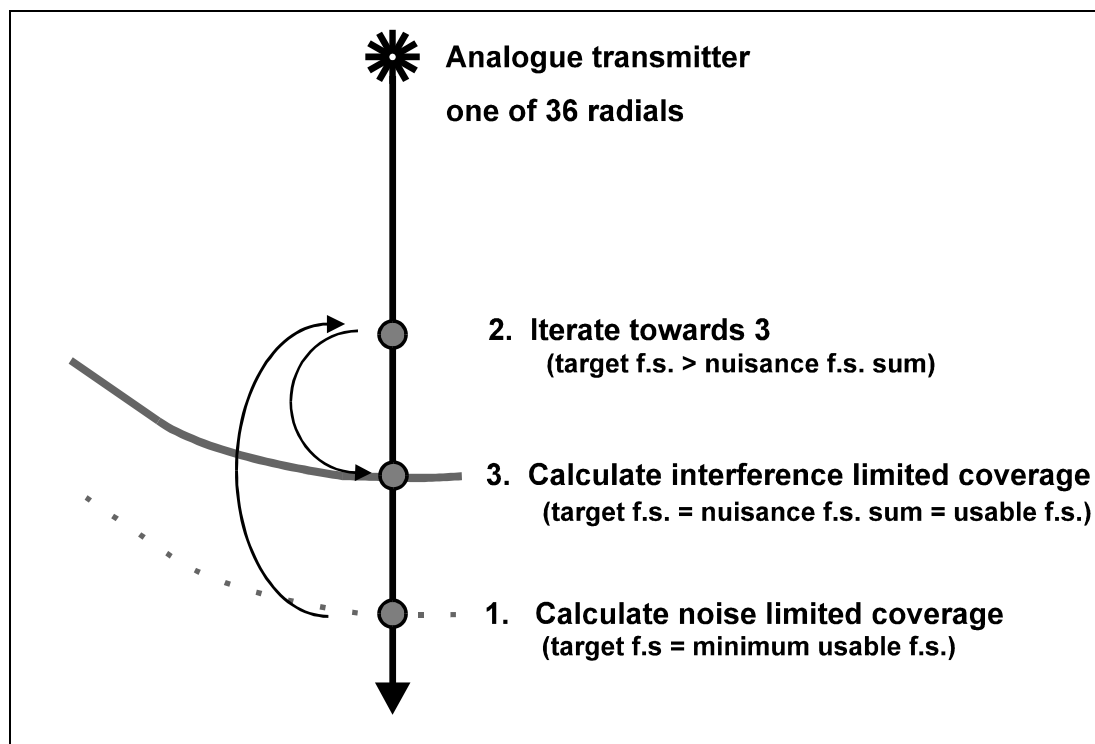 Analogue transmitter
one of 36 radials
2. Iterate towards 3
(target f.s. > nuisance f.s. sum)
3. Calculate interference limited coverage
(target f.s. = nuisance f.s. sum = usable f.s.)
1. Calculate noise limited coverage
(target f.s = minimum usable f.s.)